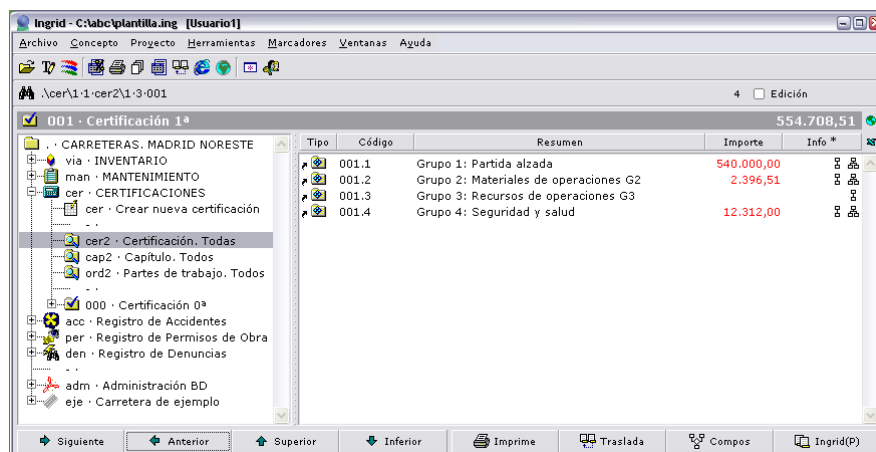 Ingrid - C:\abc\plantilla.ing [Usuario1]
Archivo Concepto Proyecto Herramientas Marcadores Ventanas Ayuda
.\cer\1·1·cer2\1·3·001 4 Edición
001 · Certificación 1ª 554.708,51
. · CARRETERAS. MADRID NORESTE
via · INVENTARIO
man · MANTENIMIENTO
cer · CERTIFICACIONES
cer · Crear nueva certificación
- ·
cer2 · Certificación. Todas
cap2 · Capítulo. Todos
ord2 · Partes de trabajo. Todos
- ·
000 · Certificación 0ª
acc · Registro de Accidentes
per · Registro de Permisos de Obra
den · Registro de Denuncias
- ·
adm · Administración BD
eje · Carretera de ejemplo
Tipo Código Resumen Importe Info *
001.1 Grupo 1: Partida alzada 540.000,00
001.2 Grupo 2: Materiales de operaciones G2 2.396,51
001.3 Grupo 3: Recursos de operaciones G3
001.4 Grupo 4: Seguridad y salud 12.312,00
Siguiente Anterior Superior Inferior Imprime Traslada Compos Ingrid(P)